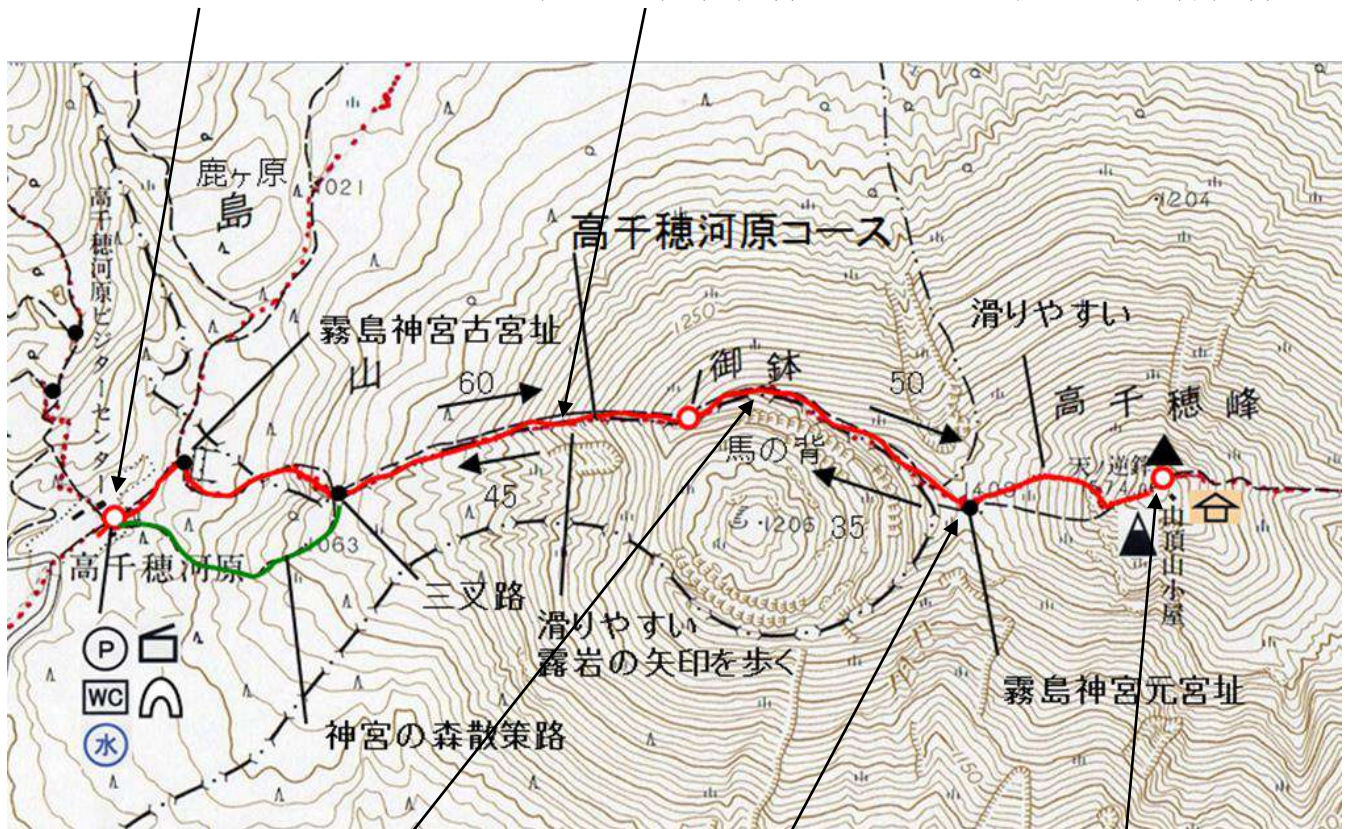 鹿ヶ原
島
1021
高千穂河原ビジターセンター
霧島神宮古宮址
山
高千穂河原コース
1204
1250
滑りやすい
御鉢
60
50
高千穂峰
馬の背
天ノ逆鉾
45
1206
35
山頂山小屋
1063
高千穂河原
三叉路
滑りやすい
露岩の矢印を歩く
霧島神宮元宮址
P
WC
水
神宮の森散策路